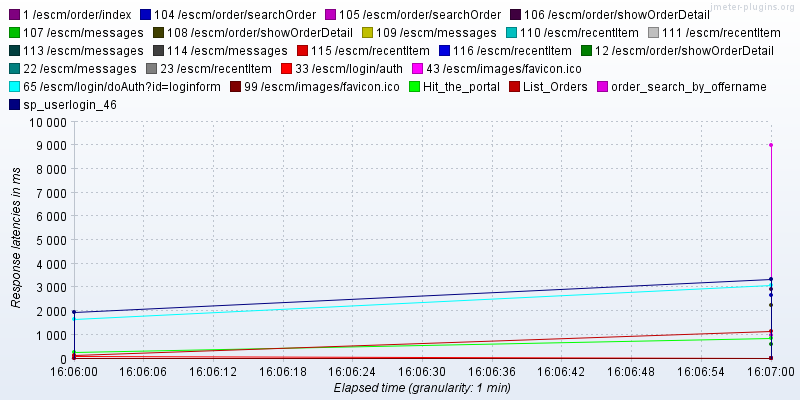 jmeter-plugins.org
1 /escm/order/index 104 /escm/order/searchOrder 105 /escm/order/searchOrder 106 /escm/order/showOrderDetail
107 /escm/messages 108 /escm/order/showOrderDetail 109 /escm/messages 110 /escm/recentItem 111 /escm/recentItem
113 /escm/messages 114 /escm/messages 115 /escm/recentItem 116 /escm/recentItem 12 /escm/order/showOrderDetail
22 /escm/messages 23 /escm/recentItem 33 /escm/login/auth 43 /escm/images/favicon.ico
65 /escm/login/doAuth?id=loginform 99 /escm/images/favicon.ico Hit_the_portal List_Orders order_search_by_offername
sp_userlogin_46
10 000
9 000
8 000
7 000
6 000
5 000
4 000
3 000
2 000
1 000
0
Response latencies in ms
16:06:00 16:06:06 16:06:12 16:06:18 16:06:24 16:06:30 16:06:36 16:06:42 16:06:48 16:06:54 16:07:00
Elapsed time (granularity: 1 min)